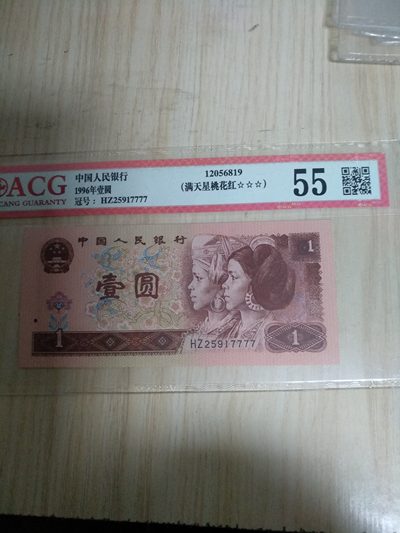 ACG
CANG GUARANTY
中国人民银行
1996年壹圆
冠号：HZ25917777
12056819
(满天星桃花红☆☆☆)
55
中国人民银行
1
壹圆
HZ25917777
1
1